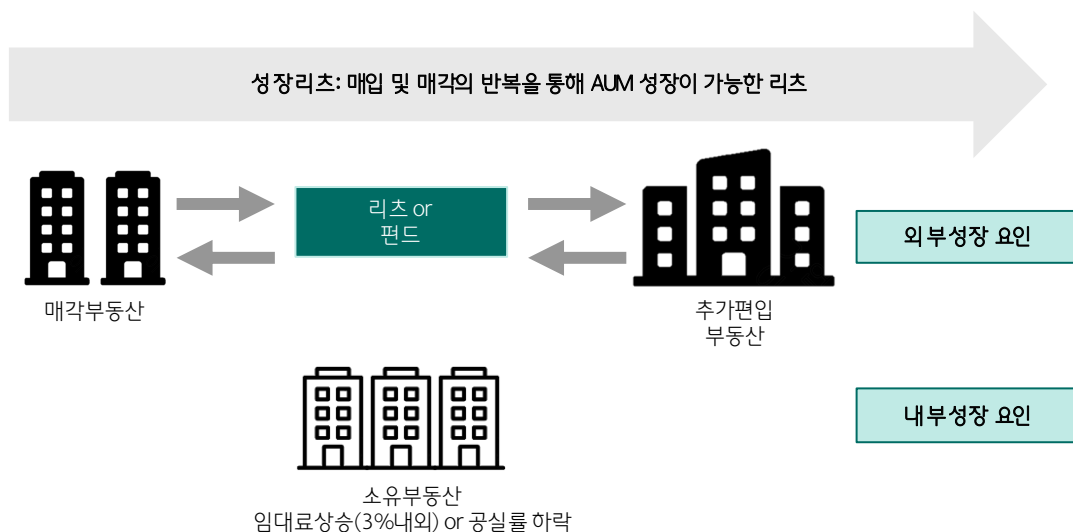 성장리츠: 매입 및 매각의 반복을 통해 AUM 성장이 가능한 리츠
리츠 or
펀드
외부성장 요인
매각부동산
추가편입
부동산
내부성장 요인
소유부동산
임대료상승(3%내외) or 공실률 하락